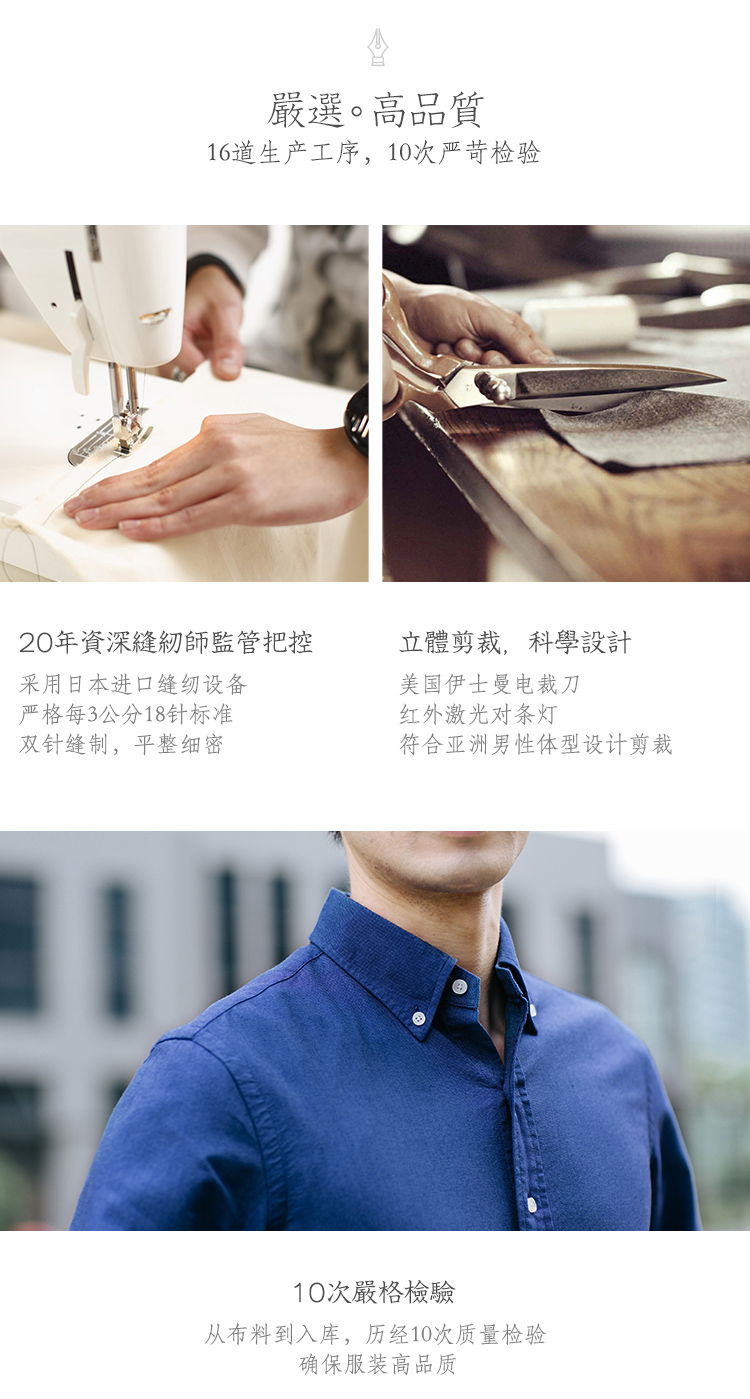 嚴選。高品質
16道生产工序，10次严苛检验
20年資深縫紉師監管把控
采用日本进口缝纫设备
严格每3公分18针标准
双针缝制，平整细密
立體剪裁，科學設計
美国伊士曼电裁刀
红外激光对条灯
符合亚洲男性体型设计剪裁
10次嚴格檢驗
从布料到入库，历经10次质量检验
确保服装高品质